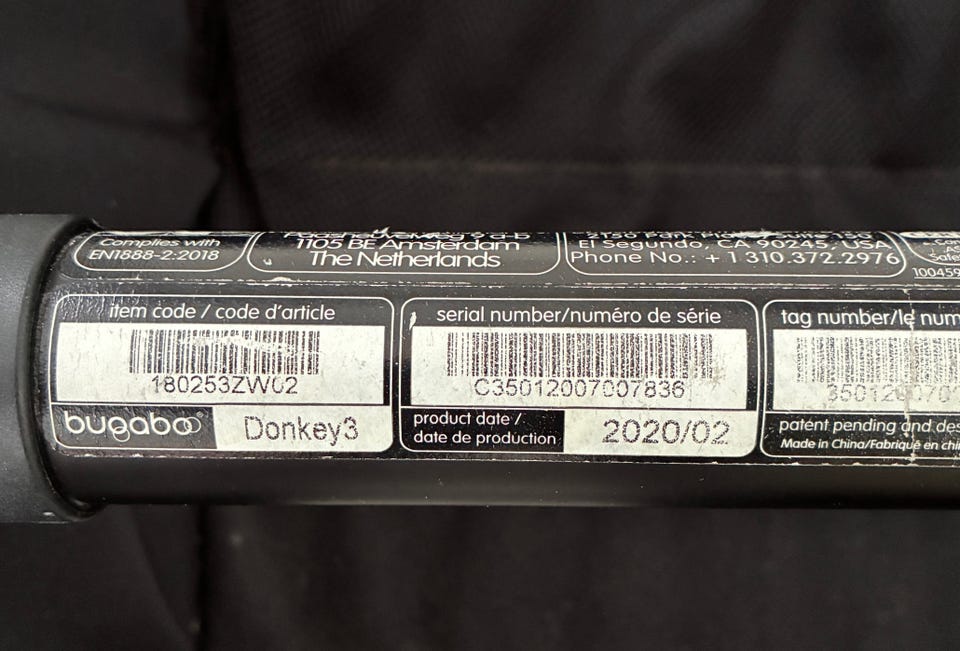 Complies with
EN1888-2:2018
1105 BE Amsterdam
The Netherlands
El Segundo, CA 90245, USA
Phone No.: + 1 310.372.2976
item code / code d'article
180253ZW02
bugaboo
Donkey3
serial number/numéro de série
C35012007007836
product date /
date de production
2020/02
tag number/le
patent pending and
Made in China/Fabriqué en